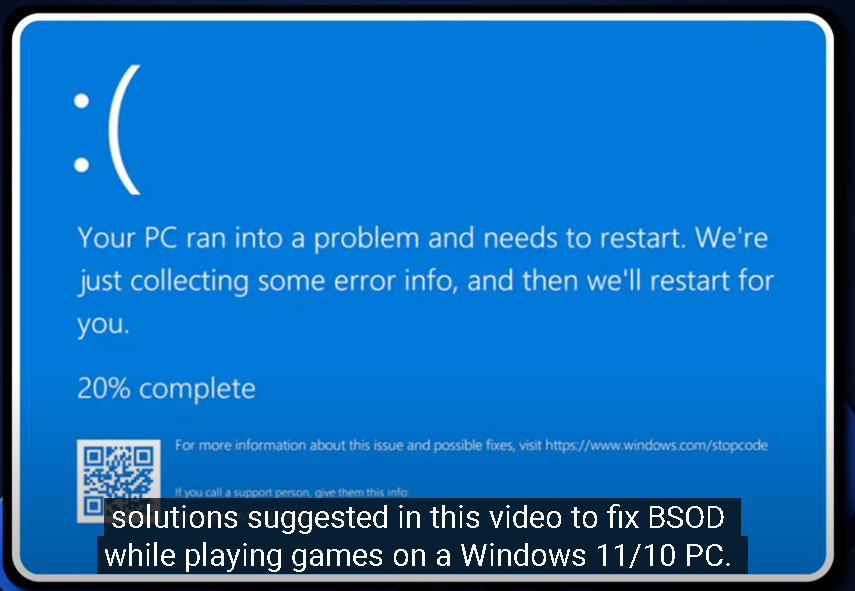 :(
Your PC ran into a problem and needs to restart. We're
just collecting some error info, and then we'll restart for
you.
20% complete
For more information about this issue and possible fixes, visit https://www.windows.com/stopcode
If you call a support person, give them this info:
solutions suggested in this video to fix BSOD
while playing games on a Windows 11/10 PC.